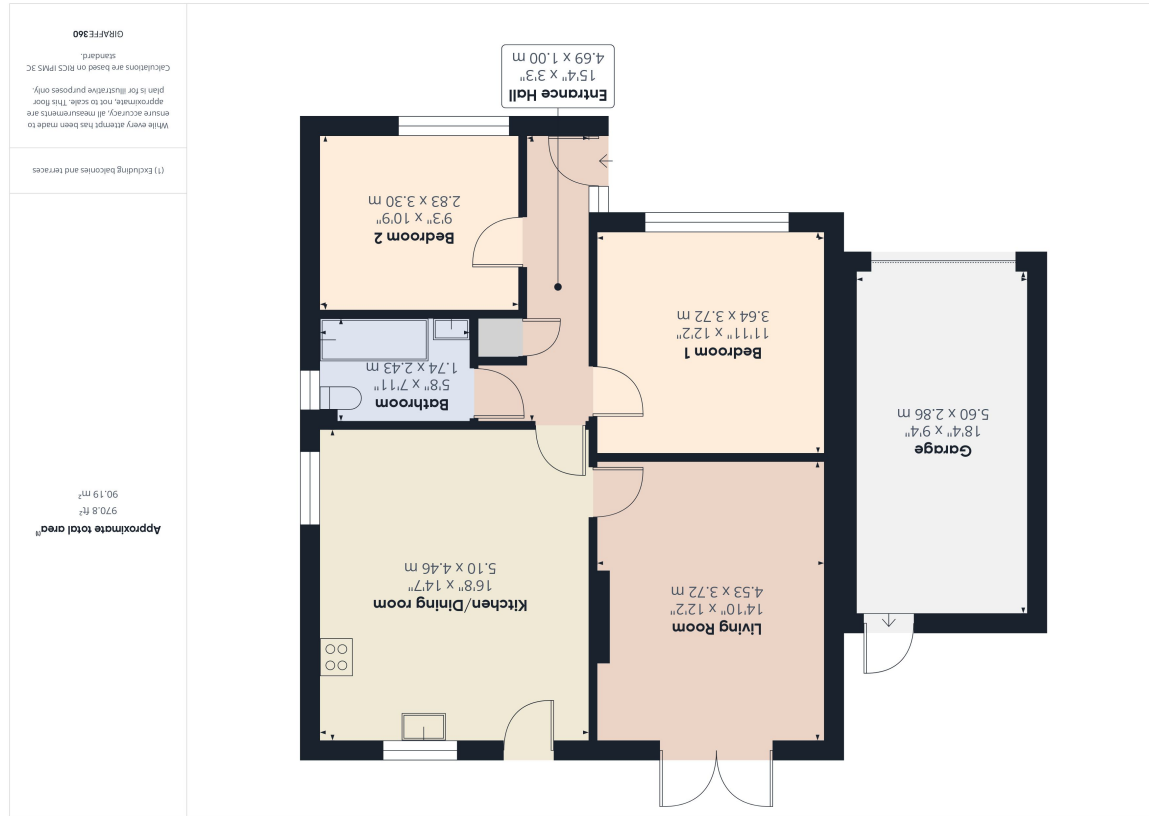 Approximate total area⁽¹⁾
970.8 ft²
90.19 m²
(1) Excluding balconies and terraces
While every attempt has been made to
ensure accuracy, all measurements are
approximate, not to scale. This floor
plan is for illustrative purposes only.
Calculations are based on RICS IPMS 3C
standard.
GIRAFFE360
Living Room
14'10" x 12'2"
4.53 x 3.72 m
Kitchen/Dining room
16'8" x 14'7"
5.10 x 4.46 m
Garage
18'4" x 9'4"
5.60 x 2.86 m
Bathroom
5'8" x 7'11"
1.74 x 2.43 m
Bedroom 1
11'11" x 12'2"
3.64 x 3.72 m
Bedroom 2
9'3" x 10'9"
2.83 x 3.30 m
Entrance Hall
15'4" x 3'3"
4.69 x 1.00 m